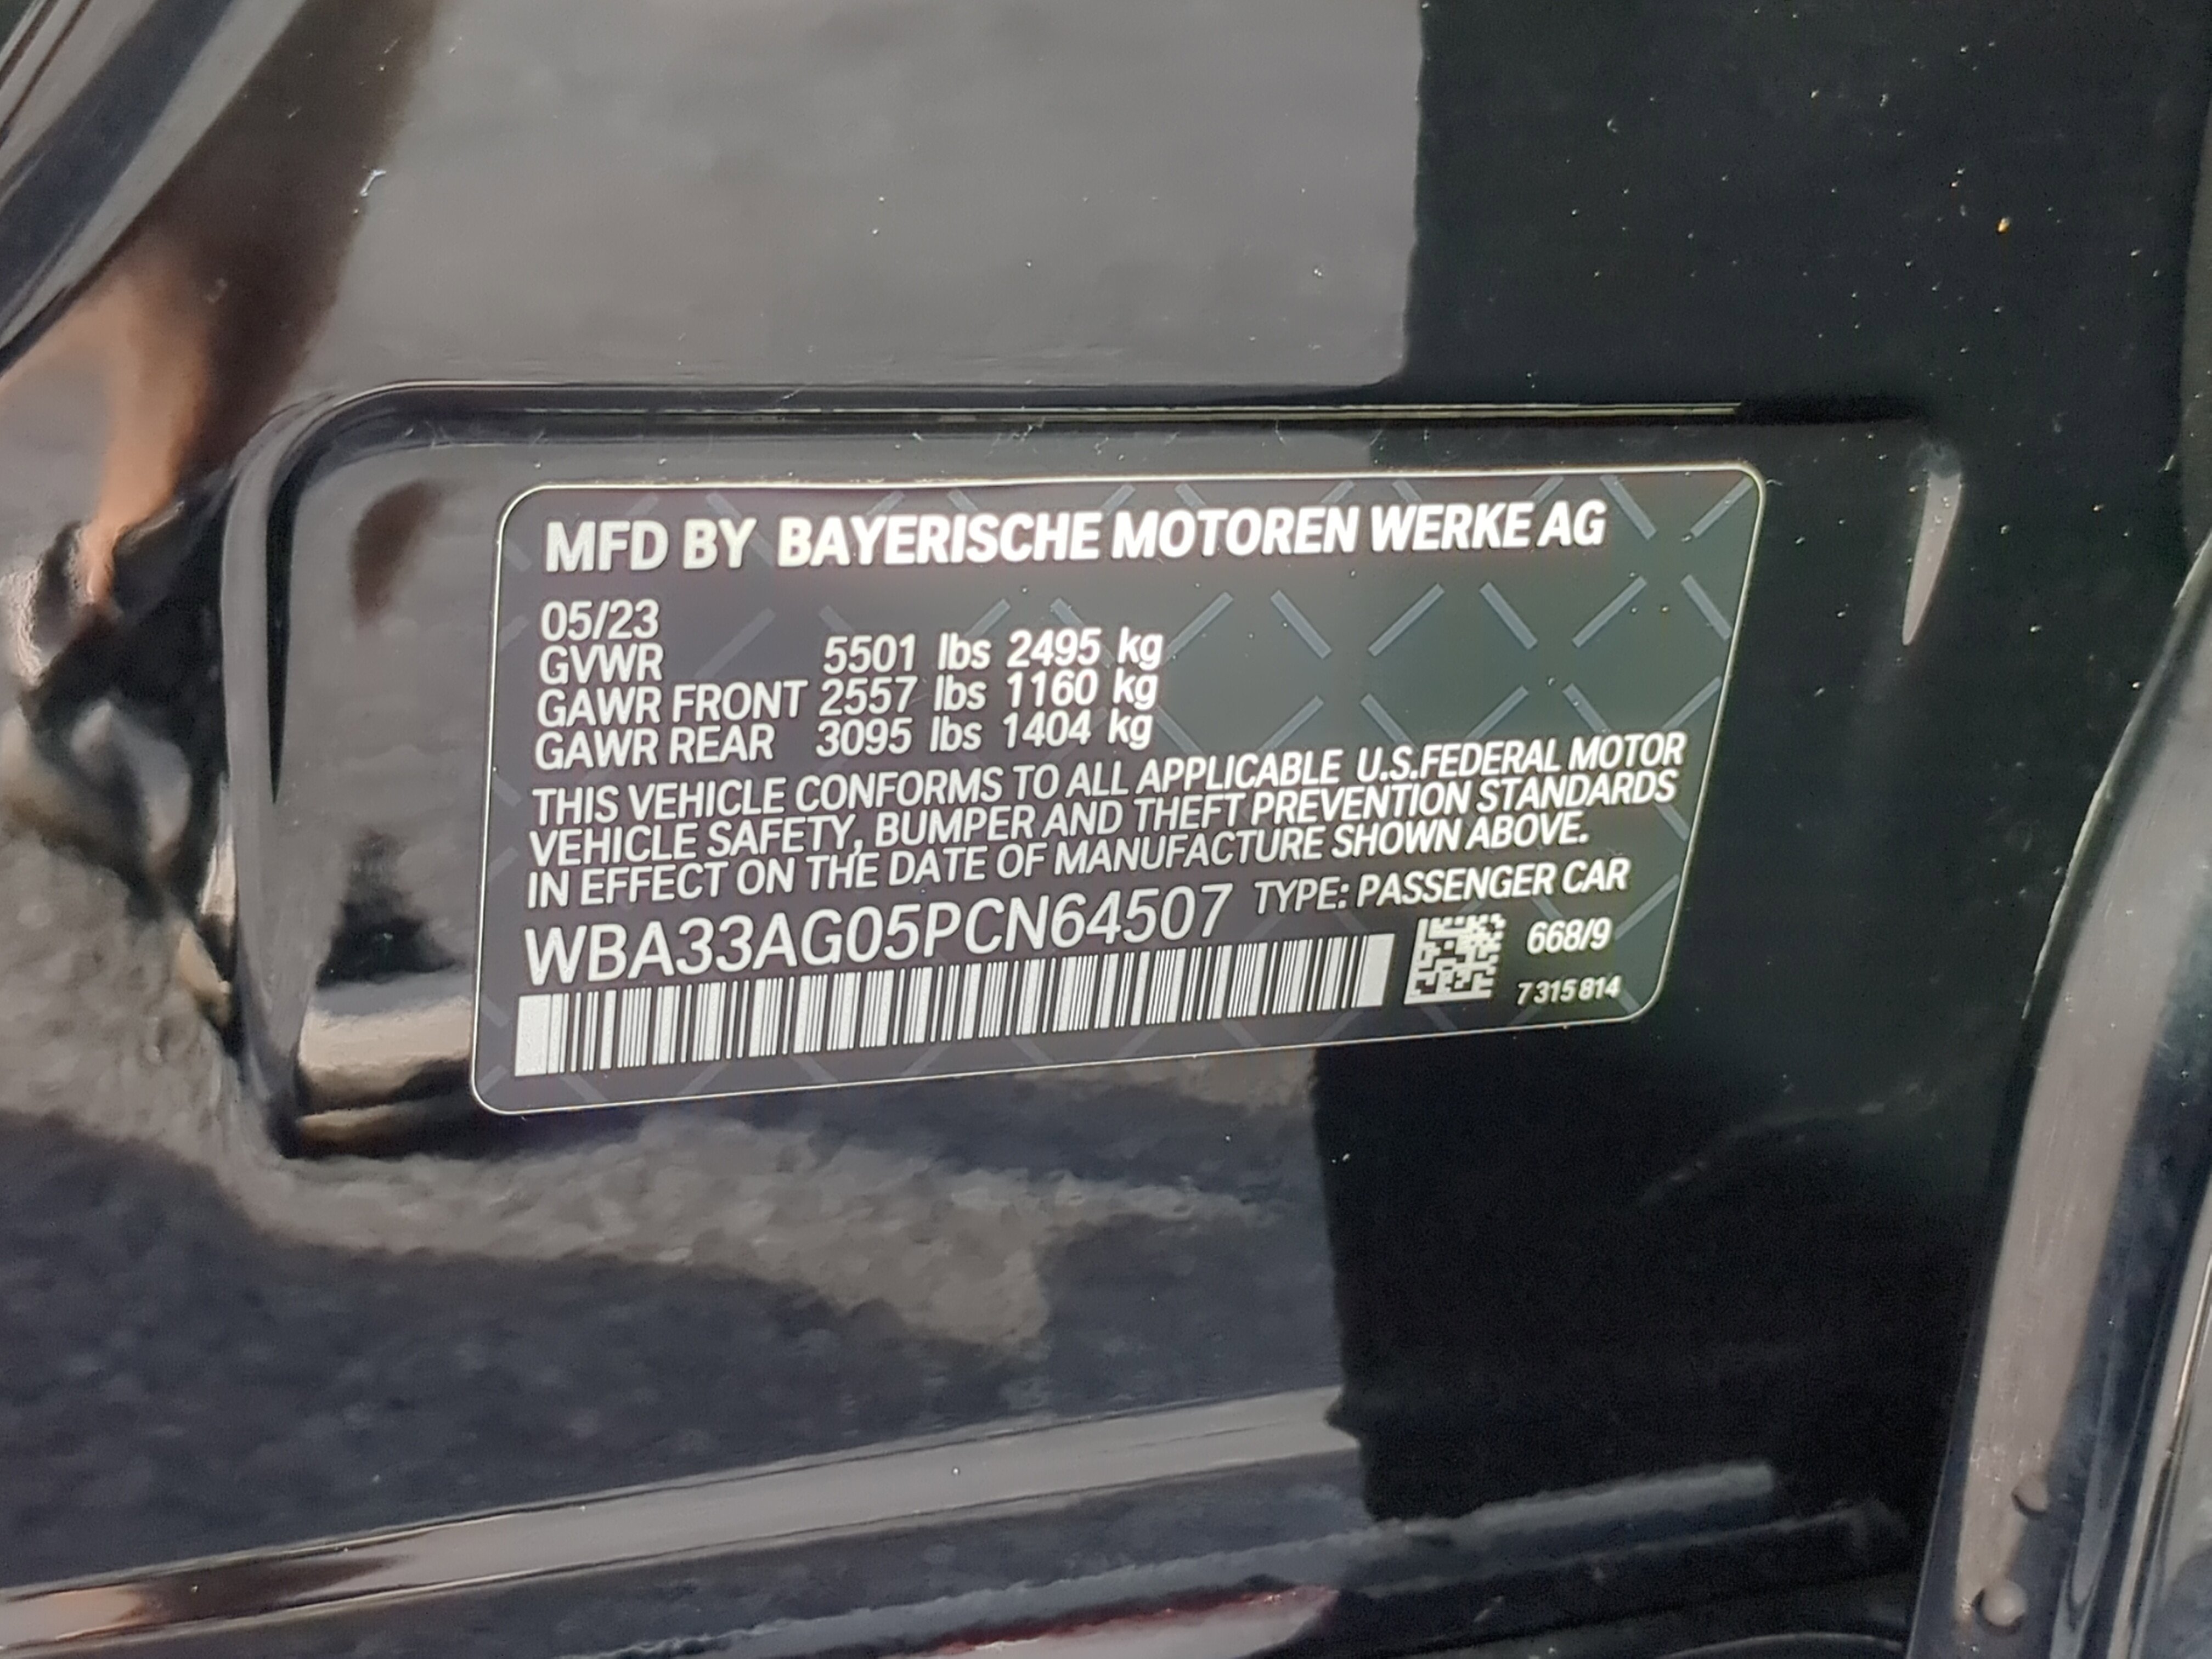 MFD BY BAYERISCHE MOTOREN WERKE AG
05/23
GVWR 5501 lbs 2495 kg
GAWR FRONT 2557 lbs 1160 kg
GAWR REAR 3095 lbs 1404 kg
THIS VEHICLE CONFORMS TO ALL APPLICABLE U.S.FEDERAL MOTOR
VEHICLE SAFETY, BUMPER AND THEFT PREVENTION STANDARDS
IN EFFECT ON THE DATE OF MANUFACTURE SHOWN ABOVE.
WBA33AG05PCN64507 TYPE: PASSENGER CAR
668/9
7 315 814